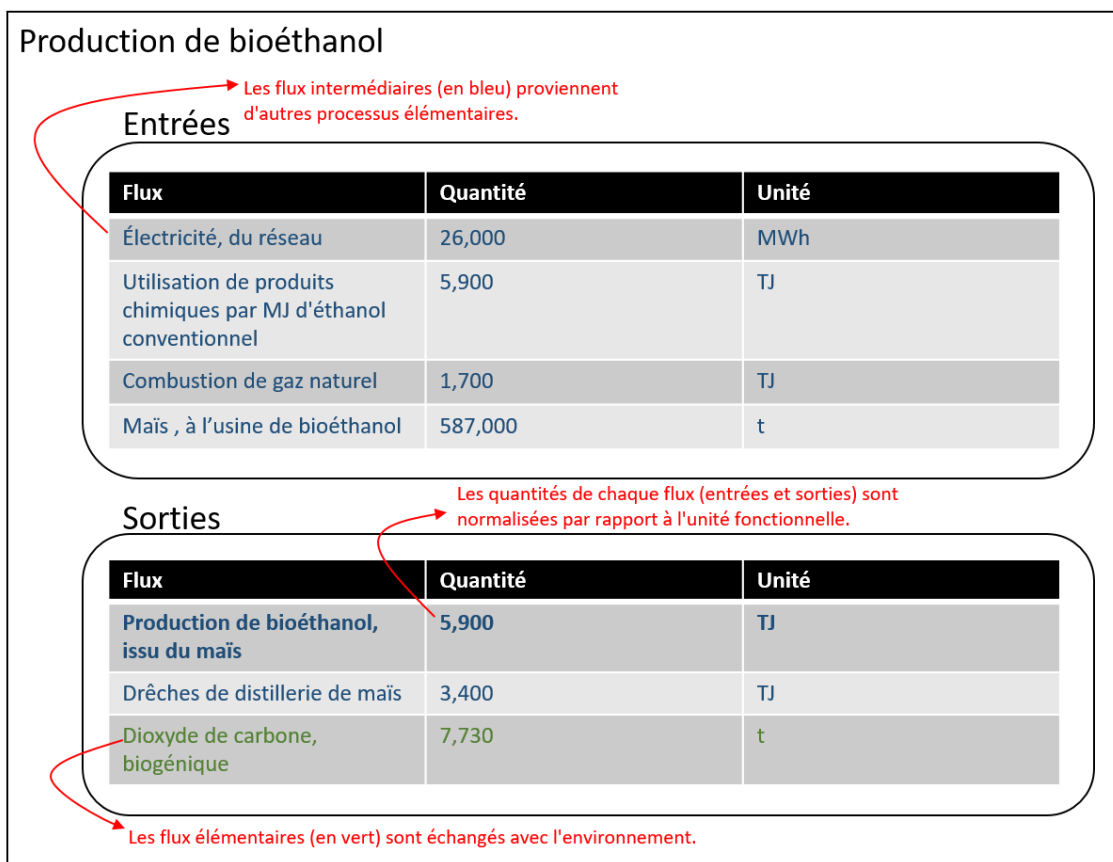 Production de bioéthanol
Les flux intermédiaires (en bleu) proviennent
d'autres processus élémentaires.
Entrées
Flux Quantité Unité
Électricité, du réseau 26,000 MWh
Utilisation de produits 5,900 TJ
chimiques par MJ d'éthanol
conventionnel
Combustion de gaz naturel 1,700 TJ
Maïs , à l’usine de bioéthanol 587,000 t
Les quantités de chaque flux (entrées et sorties) sont
normalisées par rapport à l'unité fonctionnelle.
Sorties
Flux Quantité Unité
Production de bioéthanol, 5,900 TJ
issu du maïs
Drêches de distillerie de maïs 3,400 TJ
Dioxyde de carbone, 7,730 t
biogénique
Les flux élémentaires (en vert) sont échangés avec l'environnement.